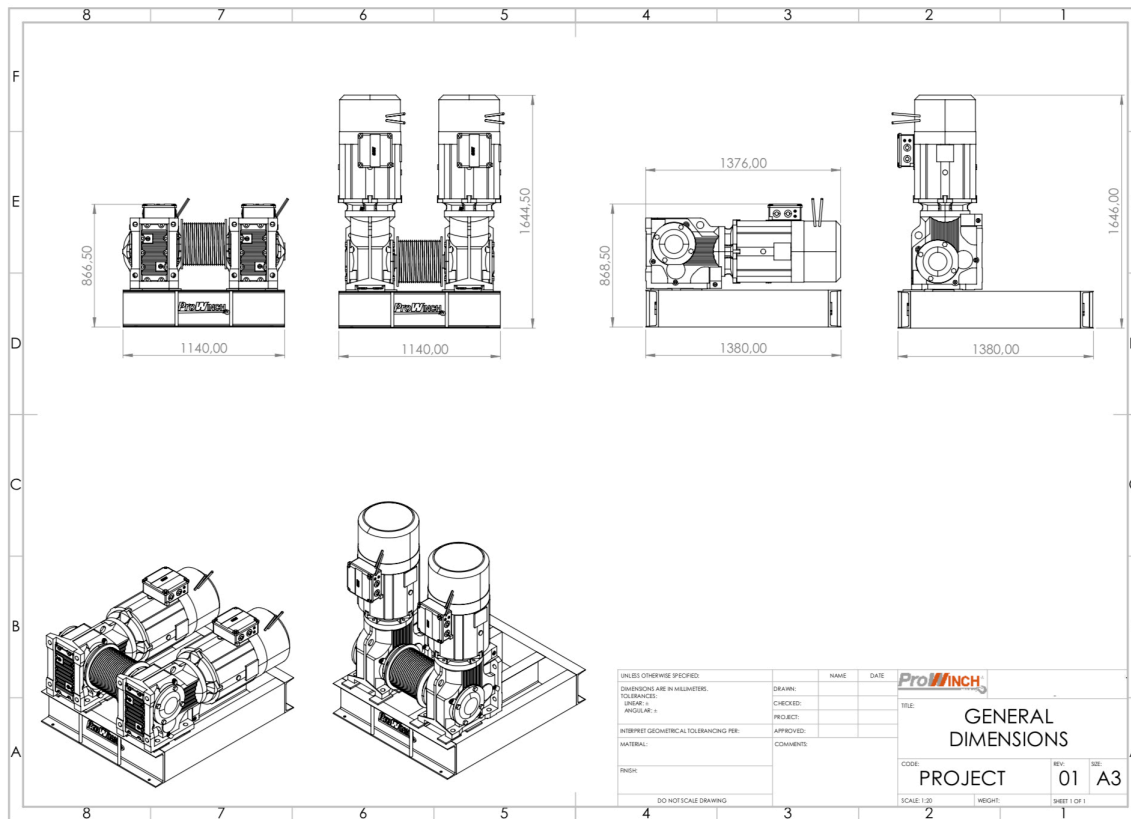 8 7 6 5 4 3 2 1
F
E
D
C
B
A
866,50
1140,00
1644,50
1140,00
1376,00
868,50
1380,00
1646,00
1380,00
PROWINCH
PROWINCH
PROWINCH
PROWINCH
UNLESS OTHERWISE SPECIFIED:
DIMENSIONS ARE IN MILLIMETERS.
TOLERANCES:
LINEAR: ±
ANGULAR: ±
INTERPRET GEOMETRICAL TOLERANCING PER:
MATERIAL:
FINISH:
DO NOT SCALE DRAWING
NAME DATE
DRAWN:
CHECKED:
PROJECT:
APPROVED:
COMMENTS:
ProWINCH
TITLE:
GENERAL
DIMENSIONS
CODE:
PROJECT
REV:
01
SIZE:
A3
SCALE: 1:20 WEIGHT: SHEET 1 OF 1
8 7 6 5 4 3 2 1